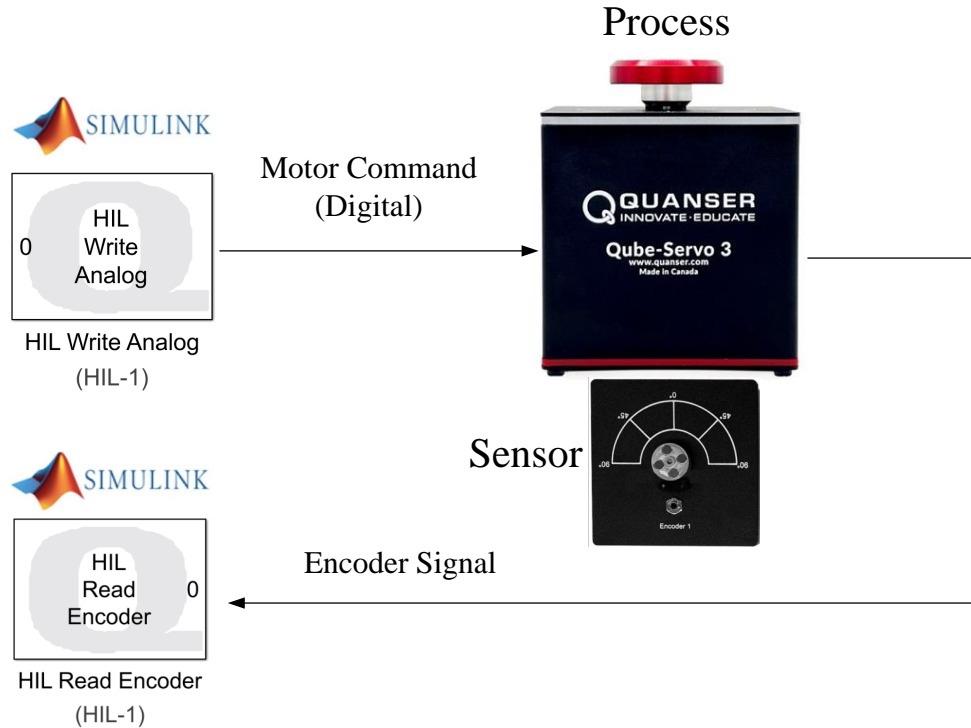 Process
SIMULINK
Motor Command
(Digital)
0
HIL
Write
Analog
HIL Write Analog
(HIL-1)
QUANSER
INNOVATE·EDUCATE
Qube-Servo 3
www.quanser.com
Made in Canada
Sensor
90°
45°
0°
45°
90°
Encoder 1
SIMULINK
HIL
Read
Encoder
0
HIL Read Encoder
(HIL-1)
Encoder Signal